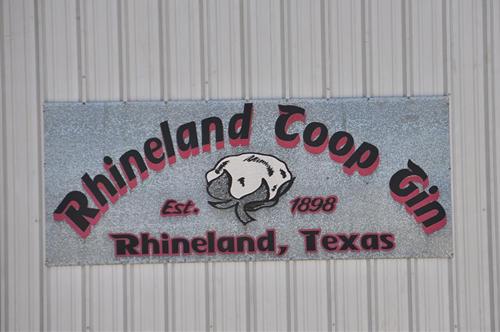 Rhineland Coop Gin
Est. 1898
Rhineland, Texas